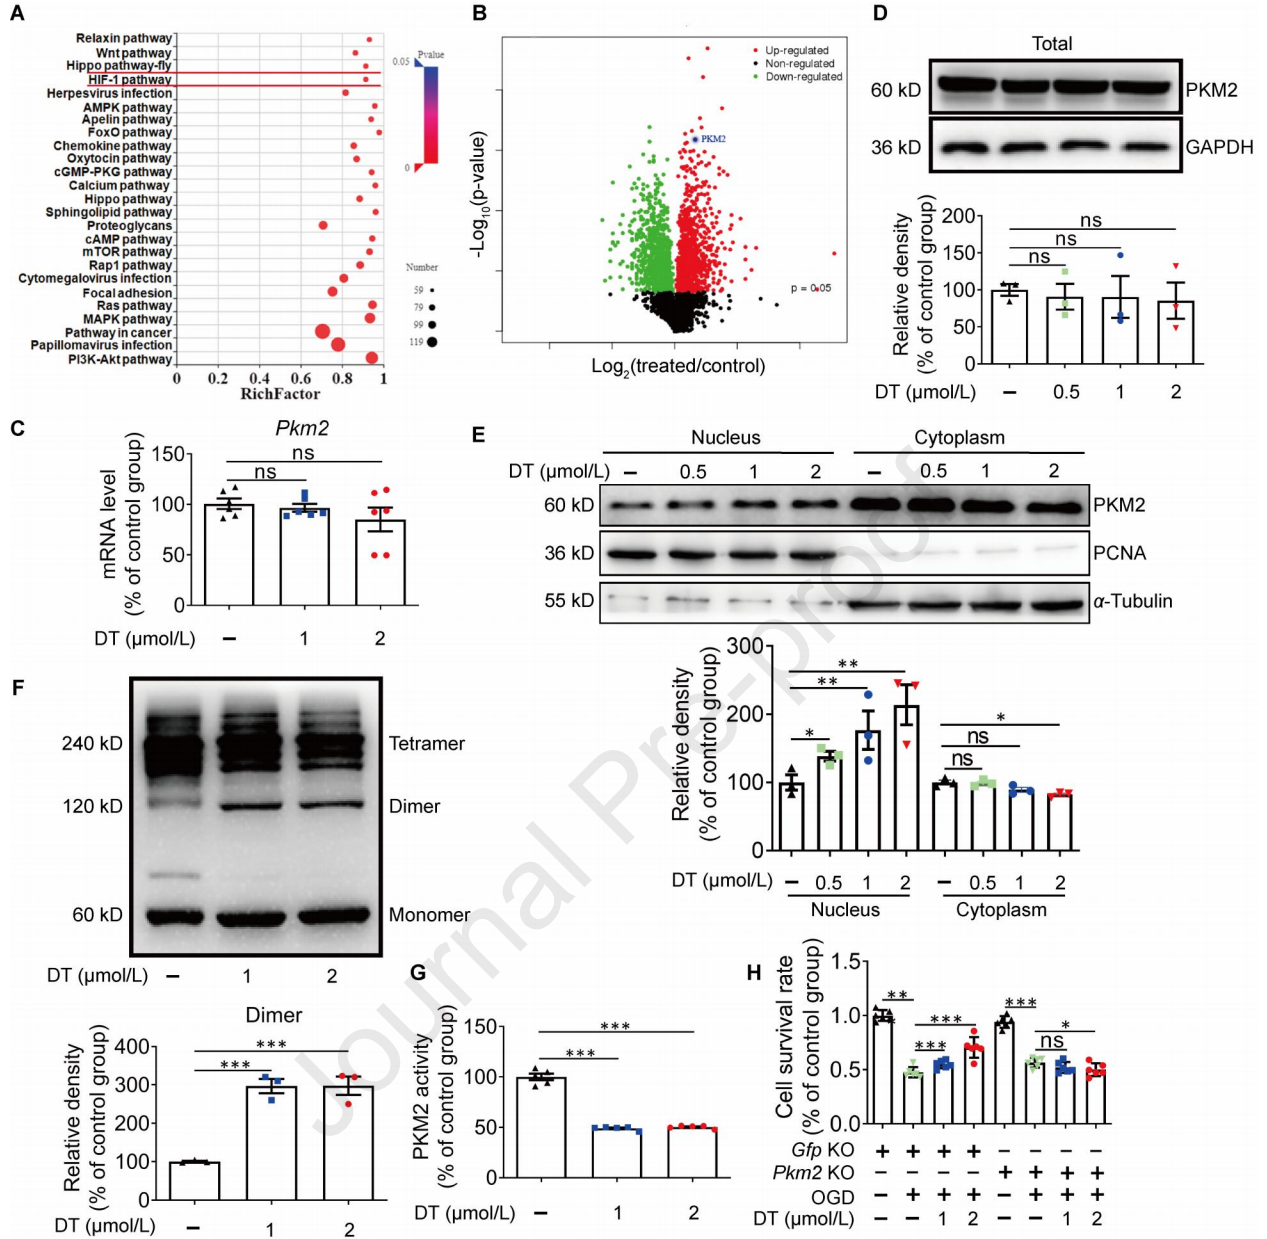 A
Relaxin pathway
Wnt pathway
Hippo pathway-fly
HIF-1 pathway
Herpesvirus infection
AMPK pathway
Apelin pathway
FoxO pathway
Chemokine pathway
Oxytocin pathway
cGMP-PKG pathway
Calcium pathway
Hippo pathway
Sphingolipid pathway
Proteoglycans
cAMP pathway
mTOR pathway
Rap1 pathway
Cytomegalovirus infection
Focal adhesion
Ras pathway
MAPK pathway
Pathway in cancer
Papillomavirus infection
PI3K-Akt pathway
0 0.2 0.4 0.6 0.8 1
RichFactor
Pvalue
0.05
0
Number
59
79
99
119
B
Up-regulated
Non-regulated
Down-regulated
PKM2
p = 0.05
-Log10(p-value)
Log2(treated/control)
D
Total
60 kD PKM2
36 kD GAPDH
Relative density
(% of control group)
200
150
100
50
0
ns
ns
ns
DT (μmol/L) – 0.5 1 2
C
Pkm2
mRNA level
(% of control group)
150
100
50
0
ns
ns
DT (μmol/L) – 1 2
E
Nucleus Cytoplasm
DT (μmol/L) – 0.5 1 2 – 0.5 1 2
60 kD PKM2
36 kD PCNA
55 kD α-Tubulin
Relative density
(% of control group)
300
200
100
0
**
**
*
*
ns
ns
DT (μmol/L) – 0.5 1 2 – 0.5 1 2
Nucleus Cytoplasm
F
240 kD Tetramer
120 kD Dimer
60 kD Monomer
DT (μmol/L) – 1 2
Dimer
Relative density
(% of control group)
400
300
200
100
0
***
***
DT (μmol/L) – 1 2
G
PKM2 activity
(% of control group)
150
100
50
0
***
***
DT (μmol/L) – 1 2
H
Cell survival rate
(% of control group)
1.5
1.0
0.5
0.0
** *** *** *** ns *
Gfp KO + + + + – – – –
Pkm2 KO – – – – + + + +
OGD – + + + – + + +
DT (μmol/L) – – 1 2 – – 1 2
Journal Pre-proof